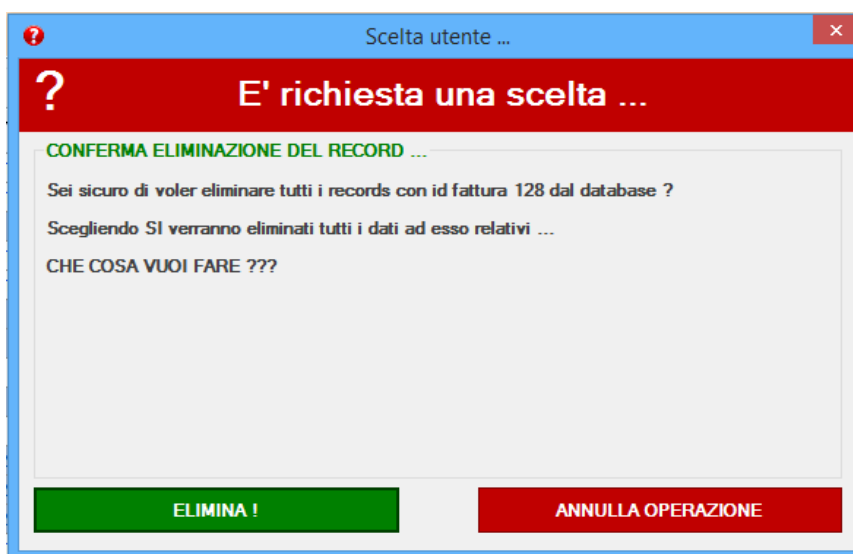 Scelta utente ...
? E' richiesta una scelta ...
CONFERMA ELIMINAZIONE DEL RECORD ...
Sei sicuro di voler eliminare tutti i records con id fattura 128 dal database ?
Scegliendo SI verranno eliminati tutti i dati ad esso relativi ...
CHE COSA VUOI FARE ???
ELIMINA ! ANNULLA OPERAZIONE